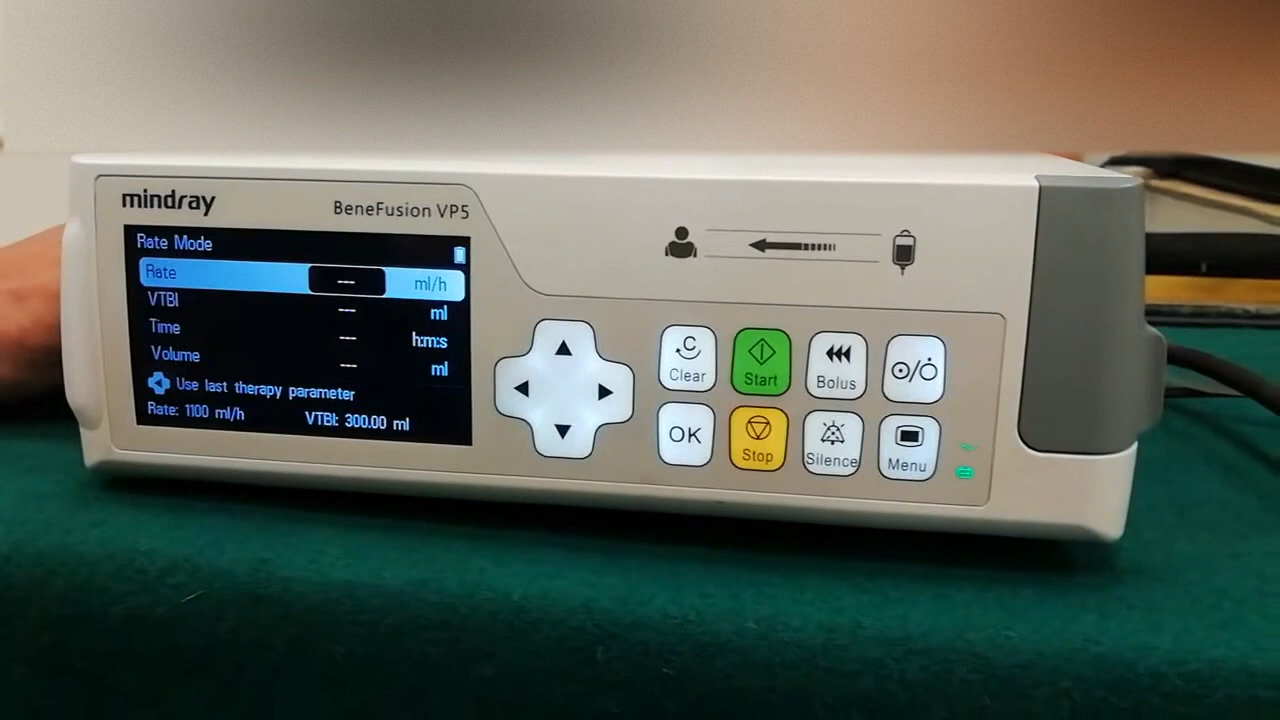 mindray
BeneFusion VP5
Rate Mode
Rate --- ml/h
VTBI --- ml
Time --- h:m:s
Volume --- ml
Use last therapy parameter
Rate: 1100 ml/h VTBI: 300.00 ml
C
Clear
Start
Bolus
OK
Stop
Silence
Menu